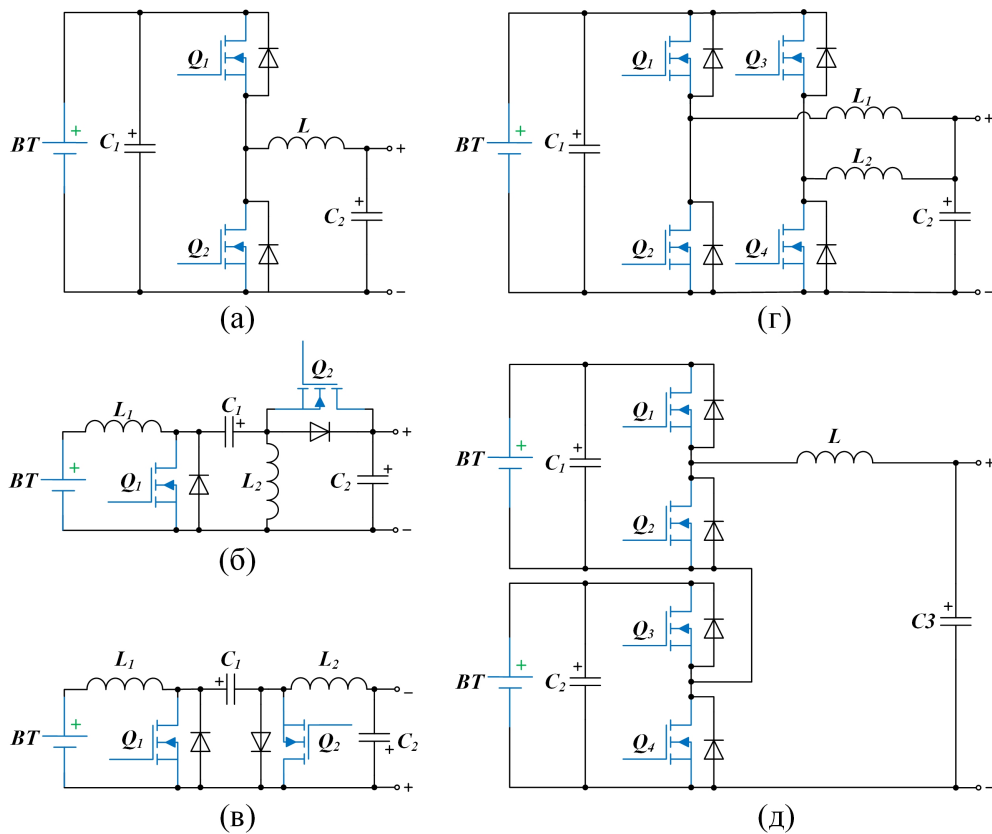 Q1
L
+
+
BT
C1
+
+
C2
Q2
−
(а)
Q1
Q3
L1
+
+
BT
C1
+
L2
+
C2
Q2
Q4
−
(г)
Q2
L1
C1
+
+
+
BT
Q1
L2
C2
+
−
(б)
Q1
L
+
+
BT
C1
+
Q2
Q3
+
C3
+
BT
C2
+
Q4
−
(д)
L1
C1
+
L2
−
+
BT
Q1
Q2
C2
+
+
(в)